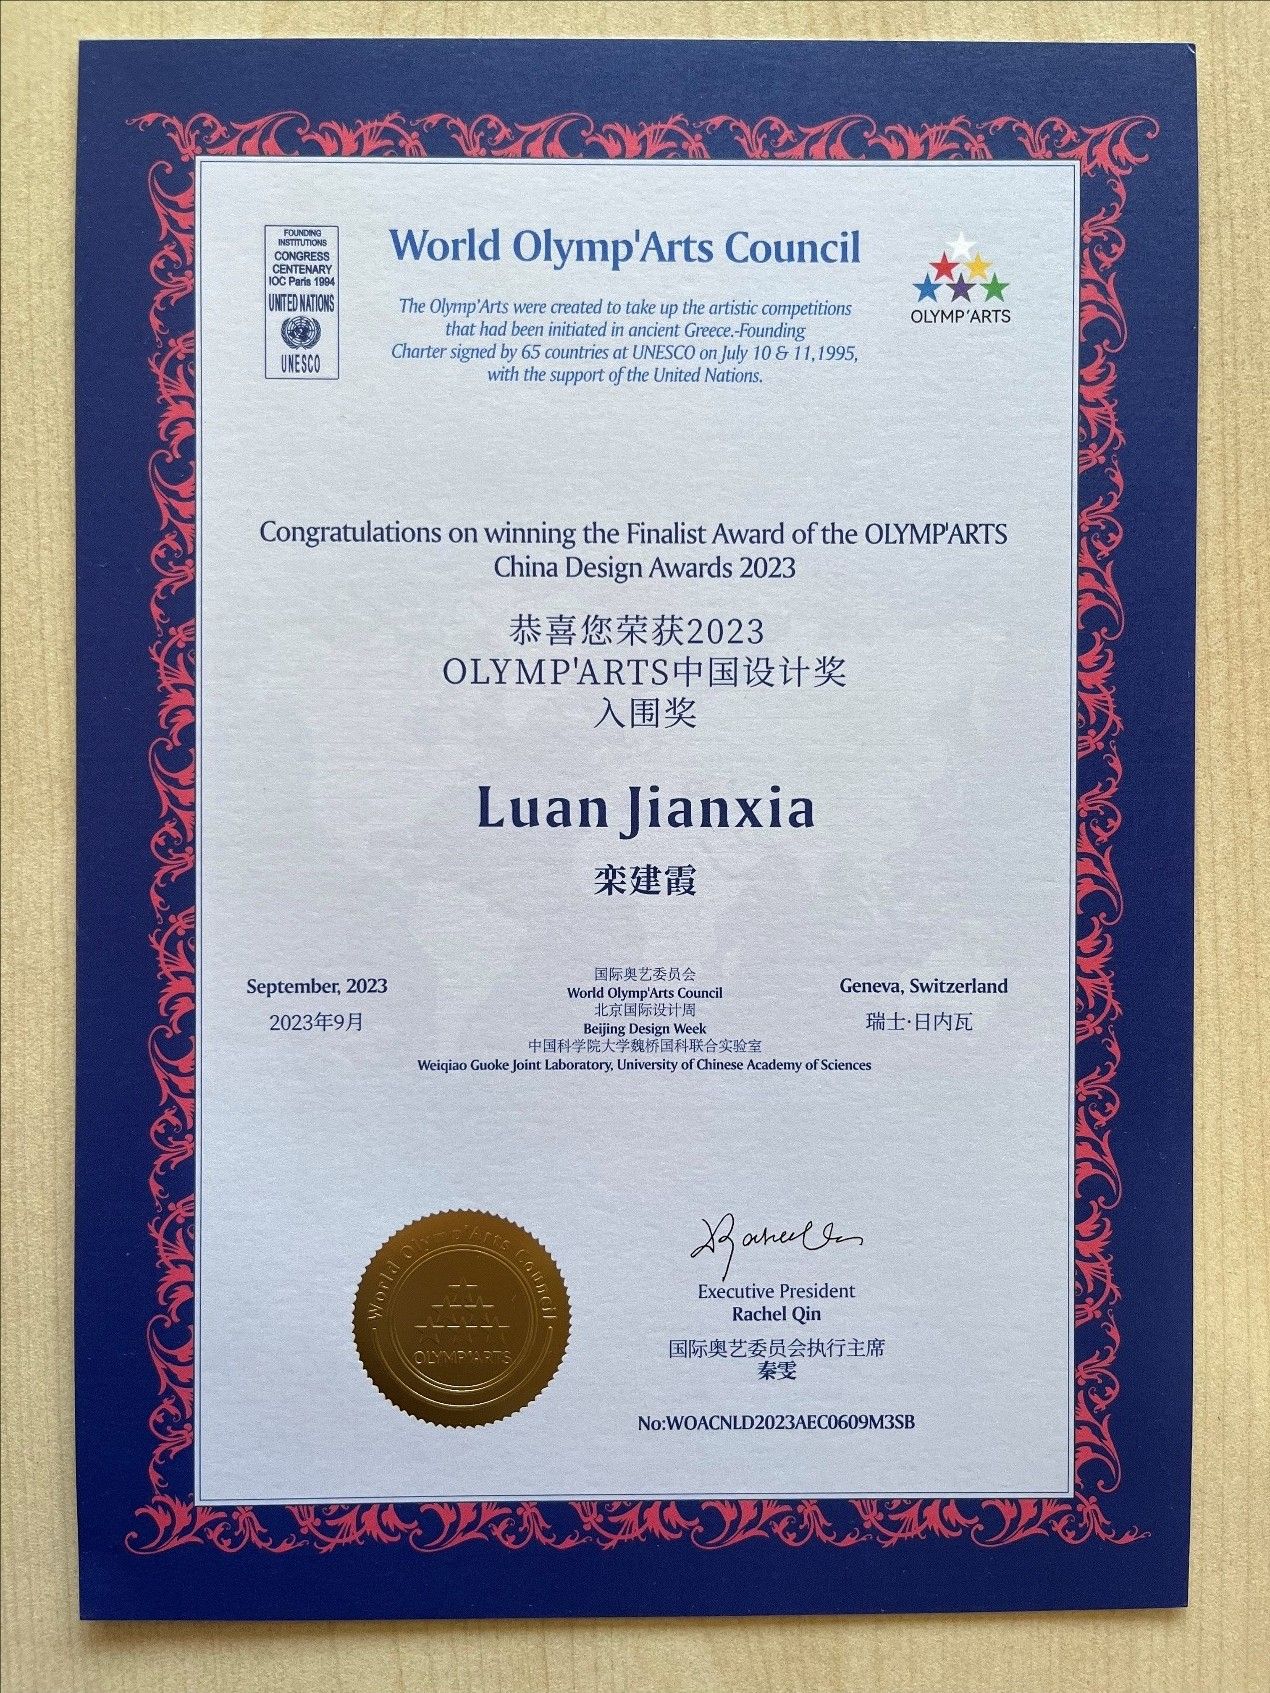 FOUNDING
INSTITUTIONS
CONGRESS
CENTENARY
IOC Paris 1994
UNITED NATIONS
UNESCO
World Olymp'Arts Council
The Olymp'Arts were created to take up the artistic competitions
that had been initiated in ancient Greece.-Founding
Charter signed by 65 countries at UNESCO on July 10 & 11,1995,
with the support of the United Nations.
OLYMP'ARTS
Congratulations on winning the Finalist Award of the OLYMP'ARTS
China Design Awards 2023
恭喜您荣获2023
OLYMP'ARTS中国设计奖
入围奖
Luan Jianxia
栾建霞
September, 2023
2023年9月
国际奥艺委员会
World Olymp'Arts Council
北京国际设计周
Beijing Design Week
中国科学院大学魏桥国科联合实验室
Weiqiao Guoke Joint Laboratory, University of Chinese Academy of Sciences
Geneva, Switzerland
瑞士·日内瓦
World Olymp'Arts Council
OLYMP'ARTS
Executive President
Rachel Qin
国际奥艺委员会执行主席
秦雯
No:WOACNLD2023AEC0609M3SB